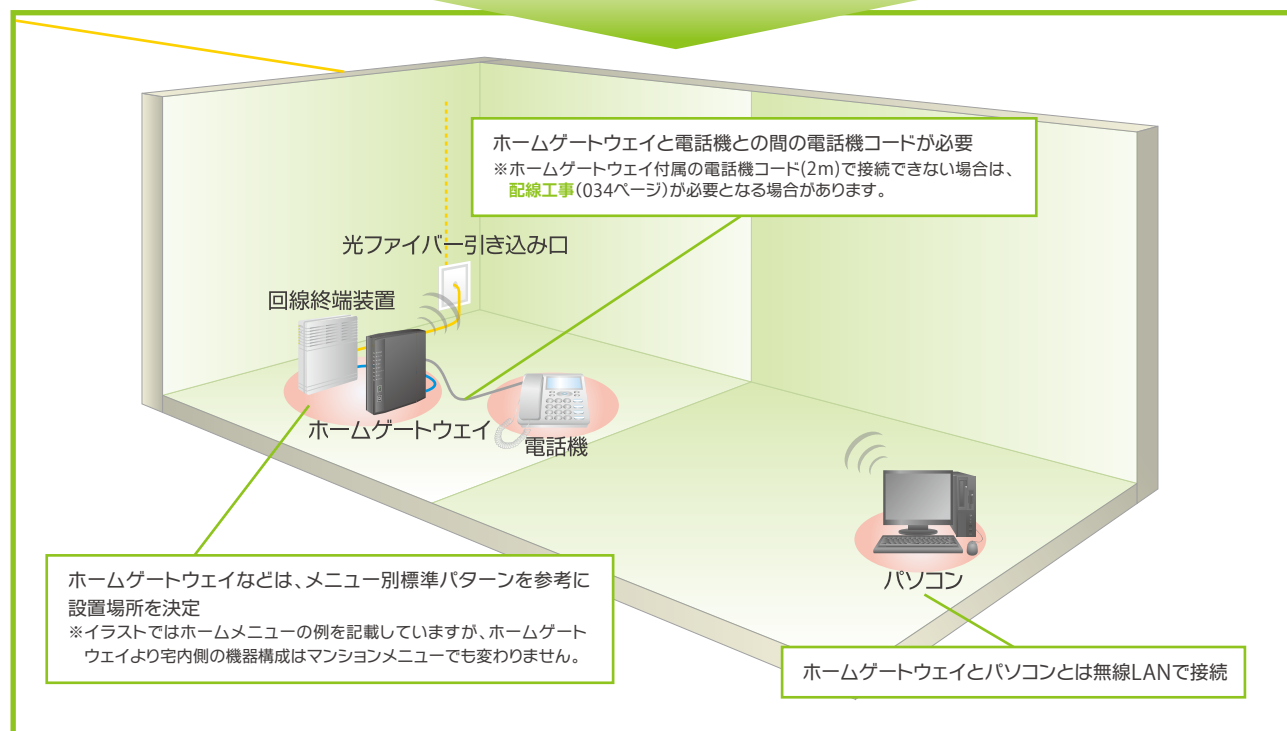 ホームゲートウェイと電話機との間の電話機コードが必要
※ホームゲートウェイ付属の電話機コード(2m)で接続できない場合は、
配線工事(034ページ)が必要となる場合があります。
光ファイバー引き込み口
回線終端装置
ホームゲートウェイ
電話機
パソコン
ホームゲートウェイなどは、メニュー別標準パターンを参考に
設置場所を決定
※イラストではホームメニューの例を記載していますが、ホームゲート
ウェイより宅内側の機器構成はマンションメニューでも変わりません。
ホームゲートウェイとパソコンとは無線LANで接続